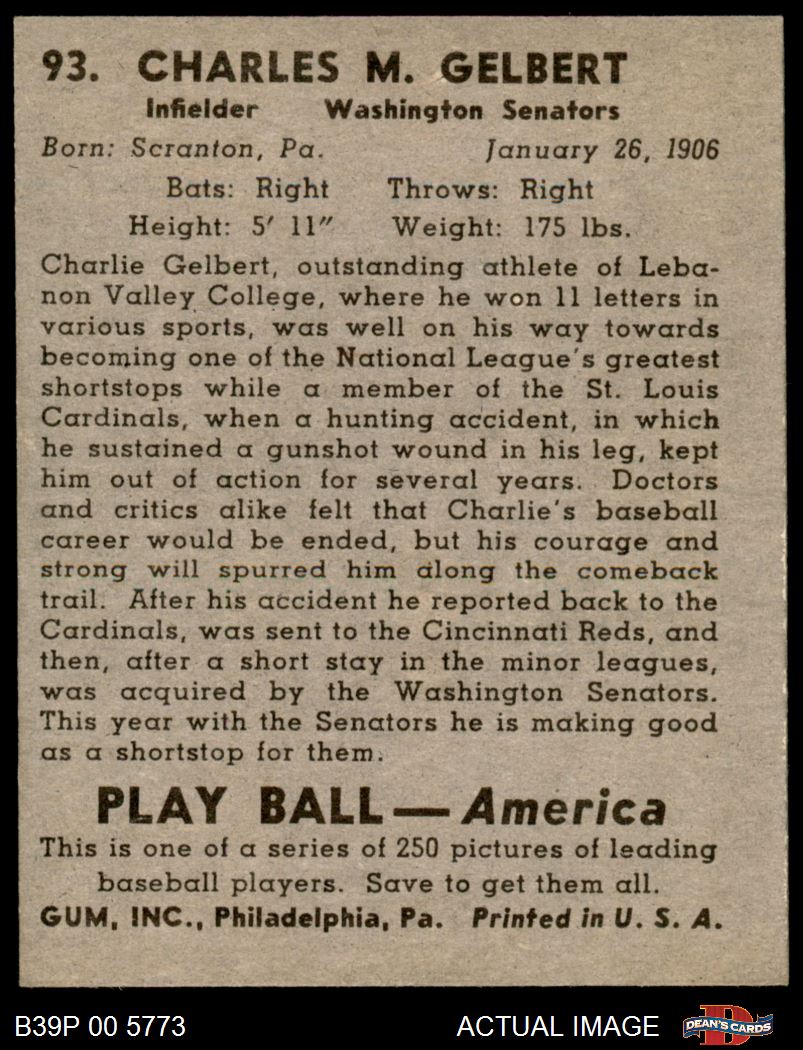 93. CHARLES M. GELBERT
Infielder Washington Senators
Born: Scranton, Pa. January 26, 1906
Bats: Right Throws: Right
Height: 5' 11" Weight: 175 lbs.
Charlie Gelbert, outstanding athlete of Leba-
non Valley College, where he won 11 letters in
various sports, was well on his way towards
becoming one of the National League's greatest
shortstops while a member of the St. Louis
Cardinals, when a hunting accident, in which
he sustained a gunshot wound in his leg, kept
him out of action for several years. Doctors
and critics alike felt that Charlie's baseball
career would be ended, but his courage and
strong will spurred him along the comeback
trail. After his accident he reported back to the
Cardinals, was sent to the Cincinnati Reds, and
then, after a short stay in the minor leagues,
was acquired by the Washington Senators.
This year with the Senators he is making good
as a shortstop for them.
PLAY BALL—America
This is one of a series of 250 pictures of leading
baseball players. Save to get them all.
GUM, INC., Philadelphia, Pa. Printed in U. S. A.
B39P 00 5773 ACTUAL IMAGE D DEAN'S CARDS